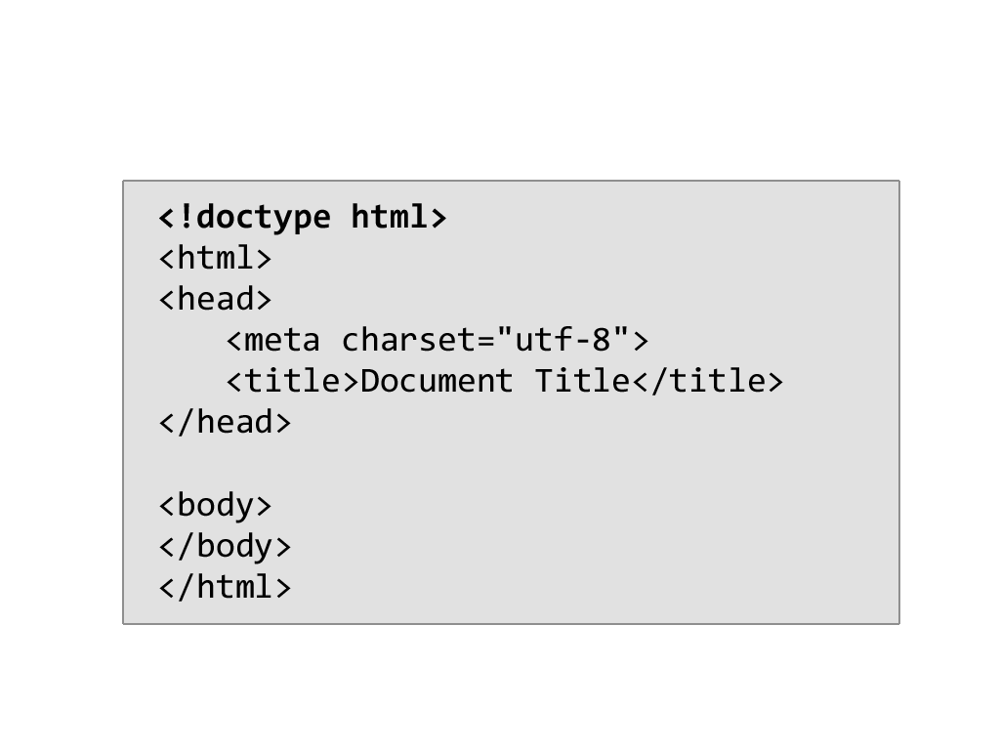 <!doctype html>
<html>
<head>
<meta charset="utf-8">
<title>Document Title</title>
</head>
<body>
</body>
</html>